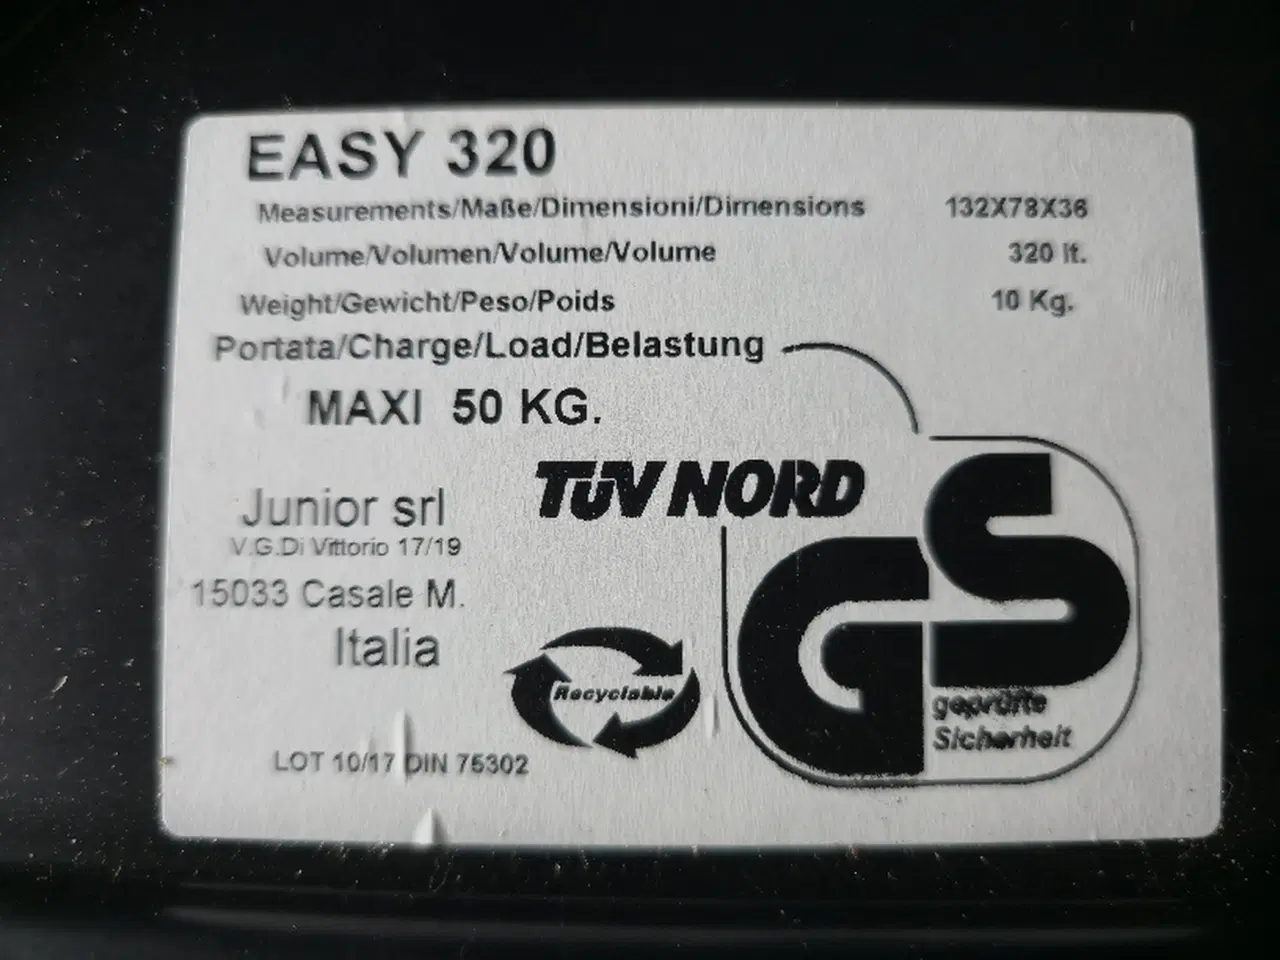 EASY 320
Measurements/Maße/Dimensioni/Dimensions 132X78X36
Volume/Volumen/Volume/Volume 320 lt.
Weight/Gewicht/Peso/Poids 10 Kg.
Portata/Charge/Load/Belastung
MAXI 50 KG.
TÜV NORD
Junior srl
V.G.Di Vittorio 17/19
15033 Casale M.
Italia
Recyclable
GS
geprüfte
Sicherheit
LOT 10/17 DIN 75302